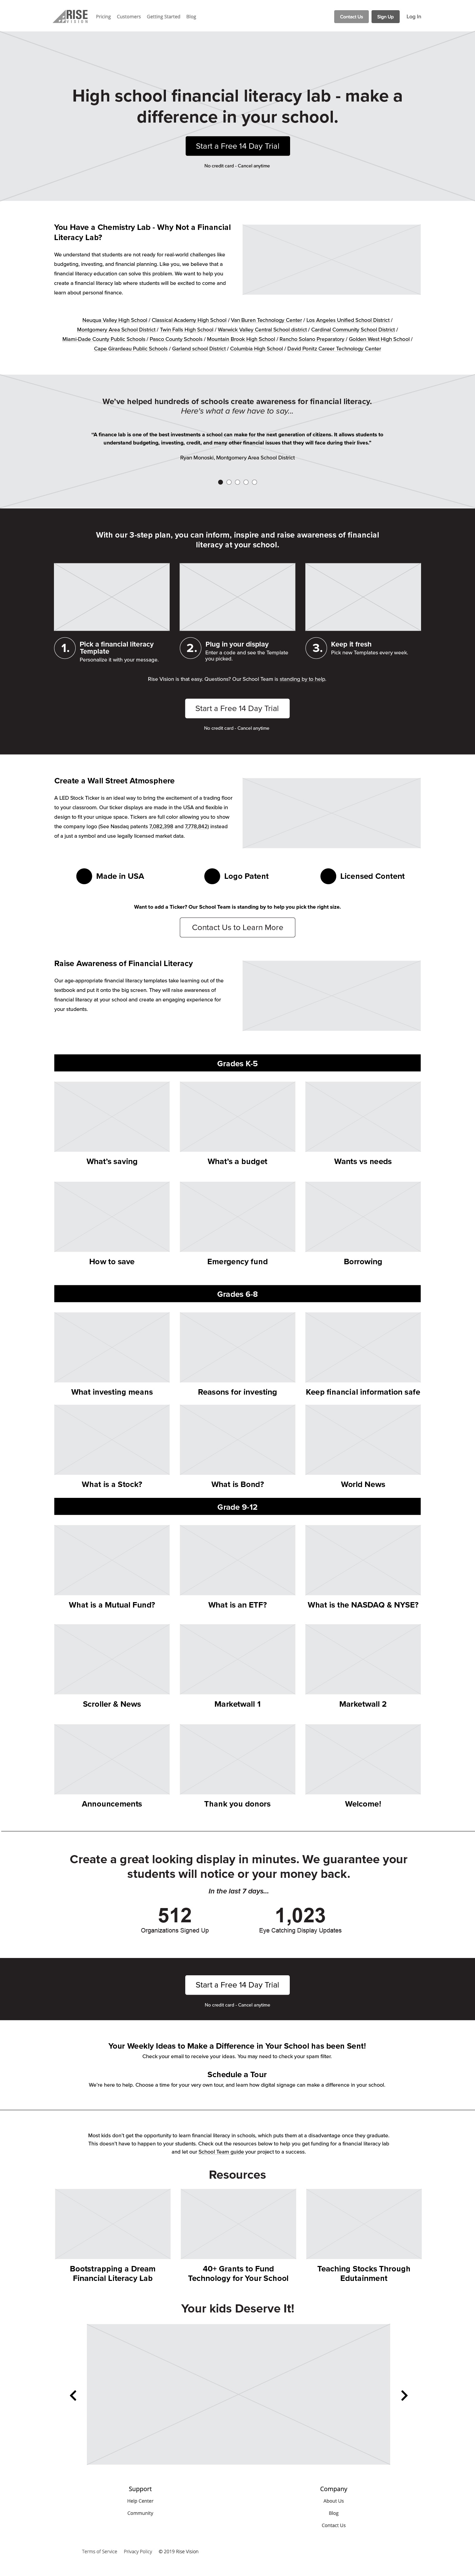 RISE
VISION
Pricing Customers Getting Started Blog
Contact Us Sign Up Log In
High school financial literacy lab - make a
difference in your school.
Start a Free 14 Day Trial
No credit card - Cancel anytime
You Have a Chemistry Lab - Why Not a Financial
Literacy Lab?
We understand that students are not ready for real-world challenges like
budgeting, investing, and financial planning. Like you, we believe that a
financial literacy education can solve this problem. We want to help you
create a financial literacy lab where students will be excited to come and
learn about personal finance.
Neuqua Valley High School / Classical Academy High School / Van Buren Technology Center / Los Angeles Unified School District /
Montgomery Area School District / Twin Falls High School / Warwick Valley Central School district / Cardinal Community School District /
Miami-Dade County Public Schools / Pasco County Schools / Mountain Brook High School / Rancho Solano Preparatory / Golden West High School /
Cape Girardeau Public Schools / Garland school District / Columbia High School / David Ponitz Career Technology Center
We've helped hundreds of schools create awareness for financial literacy.
Here's what a few have to say...
"A finance lab is one of the best investments a school can make for the next generation of citizens. It allows students to
understand budgeting, investing, credit, and many other financial issues that they will face during their lives."
Ryan Monoski, Montgomery Area School District
With our 3-step plan, you can inform, inspire and raise awareness of financial
literacy at your school.
1. Pick a financial literacy
Template
Personalize it with your message.
2. Plug in your display
Enter a code and see the Template
you picked.
3. Keep it fresh
Pick new Templates every week.
Rise Vision is that easy. Questions? Our School Team is standing by to help.
Start a Free 14 Day Trial
No credit card - Cancel anytime
Create a Wall Street Atmosphere
A LED Stock Ticker is an ideal way to bring the excitement of a trading floor
to your classroom. Our ticker displays are made in the USA and flexible in
design to fit your unique space. Tickers are full color allowing you to show
the company logo (See Nasdaq patents 7,082,398 and 7,778,842) instead
of a just a symbol and use legally licensed market data.
Made in USA Logo Patent Licensed Content
Want to add a Ticker? Our School Team is standing by to help you pick the right size.
Contact Us to Learn More
Raise Awareness of Financial Literacy
Our age-appropriate financial literacy templates take learning out of the
textbook and put it onto the big screen. They will raise awareness of
financial literacy at your school and create an engaging experience for
your students.
Grades K-5
What's saving What's a budget Wants vs needs
How to save Emergency fund Borrowing
Grades 6-8
What investing means Reasons for investing Keep financial information safe
What is a Stock? What is Bond? World News
Grade 9-12
What is a Mutual Fund? What is an ETF? What is the NASDAQ & NYSE?
Scroller & News Marketwall 1 Marketwall 2
Announcements Thank you donors Welcome!
Create a great looking display in minutes. We guarantee your
students will notice or your money back.
In the last 7 days...
512 1,023
Organizations Signed Up Eye Catching Display Updates
Start a Free 14 Day Trial
No credit card - Cancel anytime
Your Weekly Ideas to Make a Difference in Your School has been Sent!
Check your email to receive your ideas. You may need to check your spam filter.
Schedule a Tour
We're here to help. Choose a time for your very own tour, and learn how digital signage can make a difference in your school.
Most kids don't get the opportunity to learn financial literacy in schools, which puts them at a disadvantage once they graduate.
This doesn't have to happen to your students. Check out the resources below to help you get funding for a financial literacy lab
and let our School Team guide your project to a success.
Resources
Bootstrapping a Dream
Financial Literacy Lab
40+ Grants to Fund
Technology for Your School
Teaching Stocks Through
Edutainment
Your kids Deserve It!
Support
Help Center
Community
Company
About Us
Blog
Contact Us
Terms of Service Privacy Policy © 2019 Rise Vision